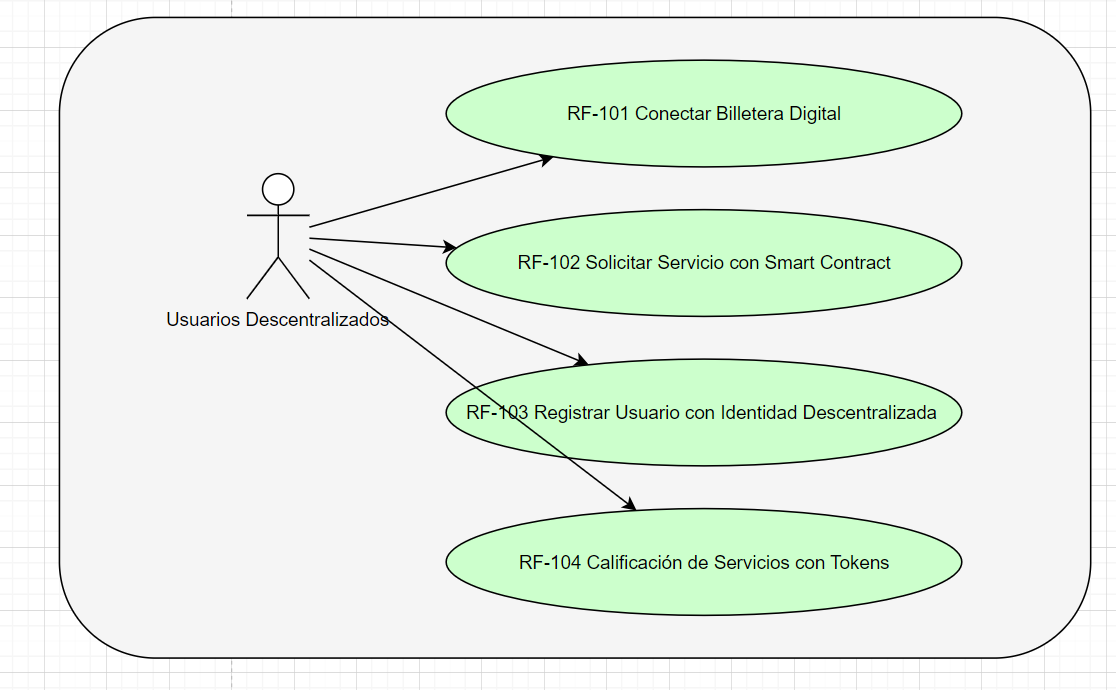 RF-101 Conectar Billetera Digital
RF-102 Solicitar Servicio con Smart Contract
Usuarios Descentralizados
RF-103 Registrar Usuario con Identidad Descentralizada
RF-104 Calificación de Servicios con Tokens